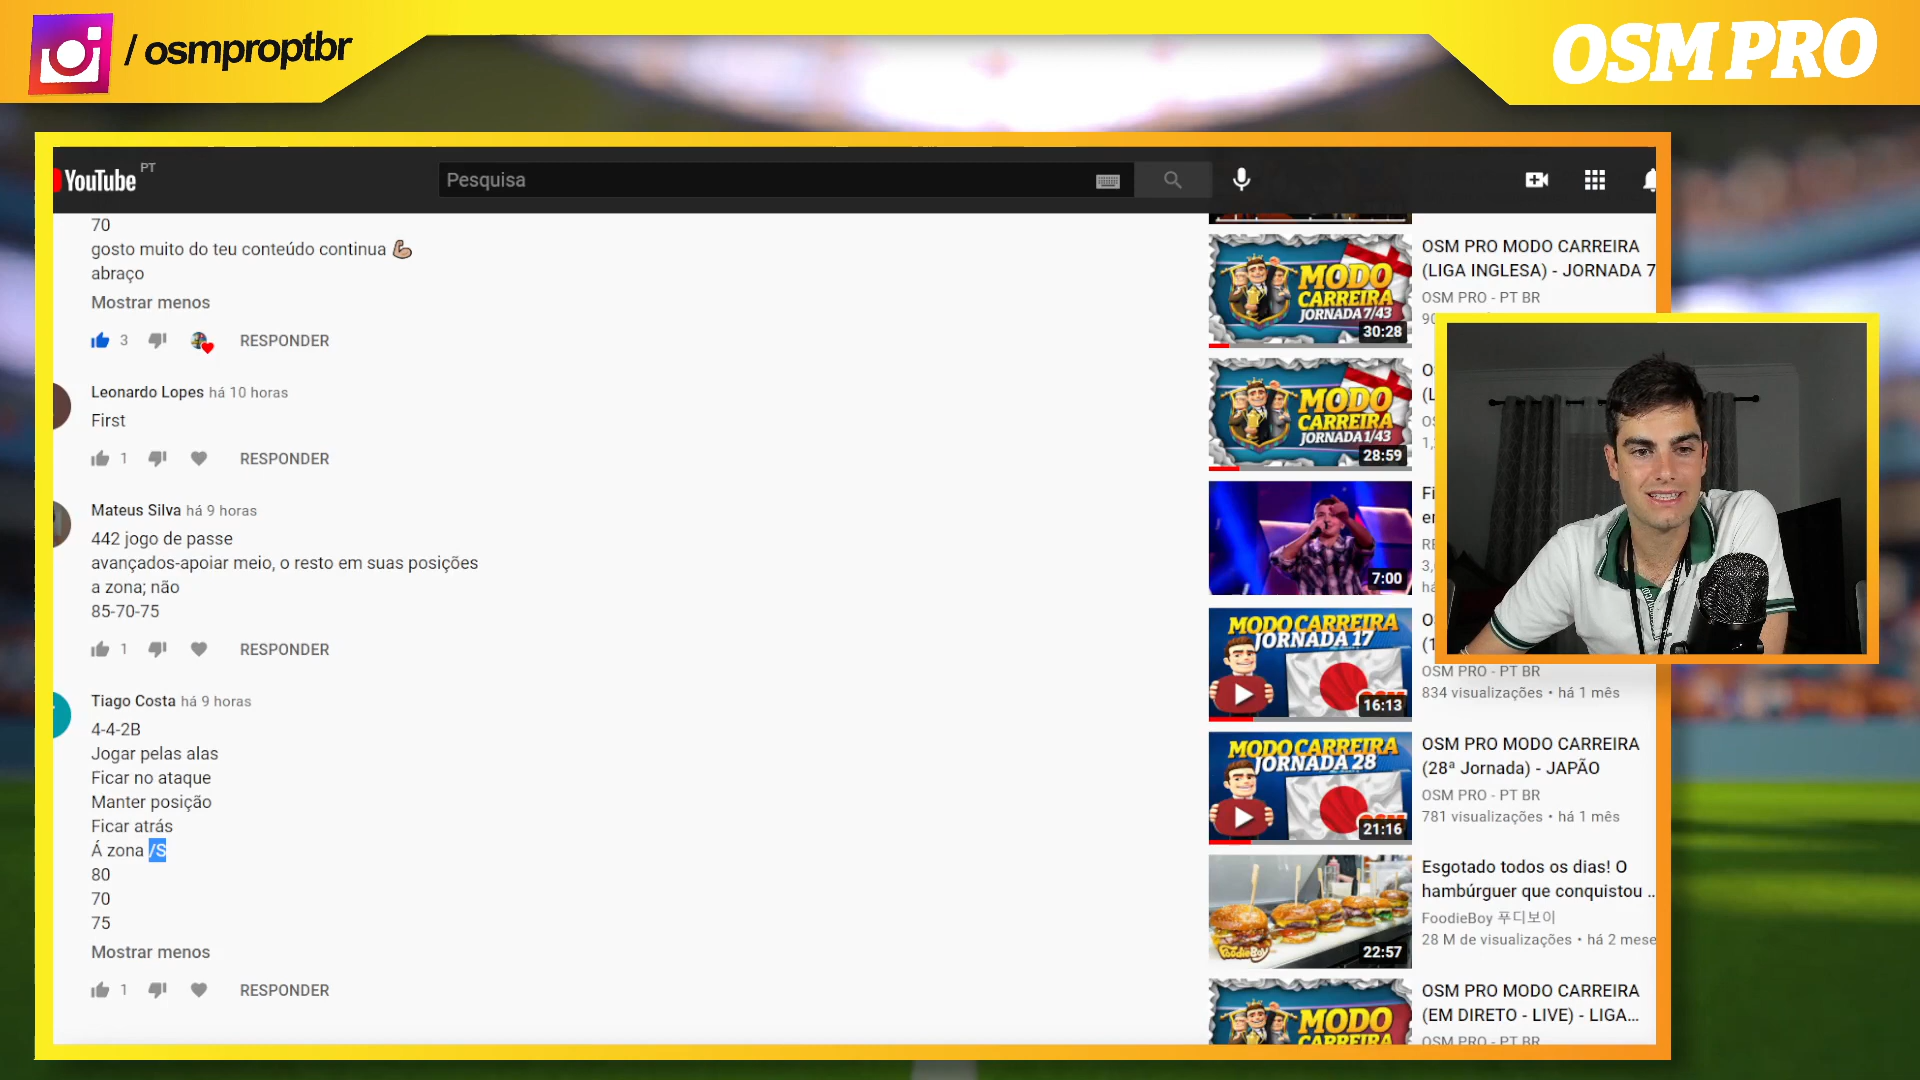 / osmproptbr
OSM PRO
YouTube PT
Pesquisa
70
gosto muito do teu conteúdo continua 💪🏼
abraço
Mostrar menos
3
RESPONDER
Leonardo Lopes há 10 horas
First
1
RESPONDER
Mateus Silva há 9 horas
442 jogo de passe
avançados-apoiar meio, o resto em suas posições
a zona; não
85-70-75
1
RESPONDER
Tiago Costa há 9 horas
4-4-2B
Jogar pelas alas
Ficar no ataque
Manter posição
Ficar atrás
Á zona /S
80
70
75
Mostrar menos
1
RESPONDER
MODO
CARREIRA
JORNADA 7/43
30:28
OSM PRO MODO CARREIRA
(LIGA INGLESA) - JORNADA 7
OSM PRO - PT BR
MODO
CARREIRA
JORNADA 1/43
28:59
7:00
MODO CARREIRA
JORNADA 17
OSM
16:13
OSM PRO - PT BR
834 visualizações • há 1 mês
MODO CARREIRA
JORNADA 28
OSM
21:16
OSM PRO MODO CARREIRA
(28ª Jornada) - JAPÃO
OSM PRO - PT BR
781 visualizações • há 1 mês
FoodieBoy
22:57
Esgotado todos os dias! O
hambúrguer que conquistou ...
FoodieBoy 푸디보이
28 M de visualizações • há 2 mese
MODO
CARREIRA
OSM PRO MODO CARREIRA
(EM DIRETO - LIVE) - LIGA...
OSM PRO - PT BR